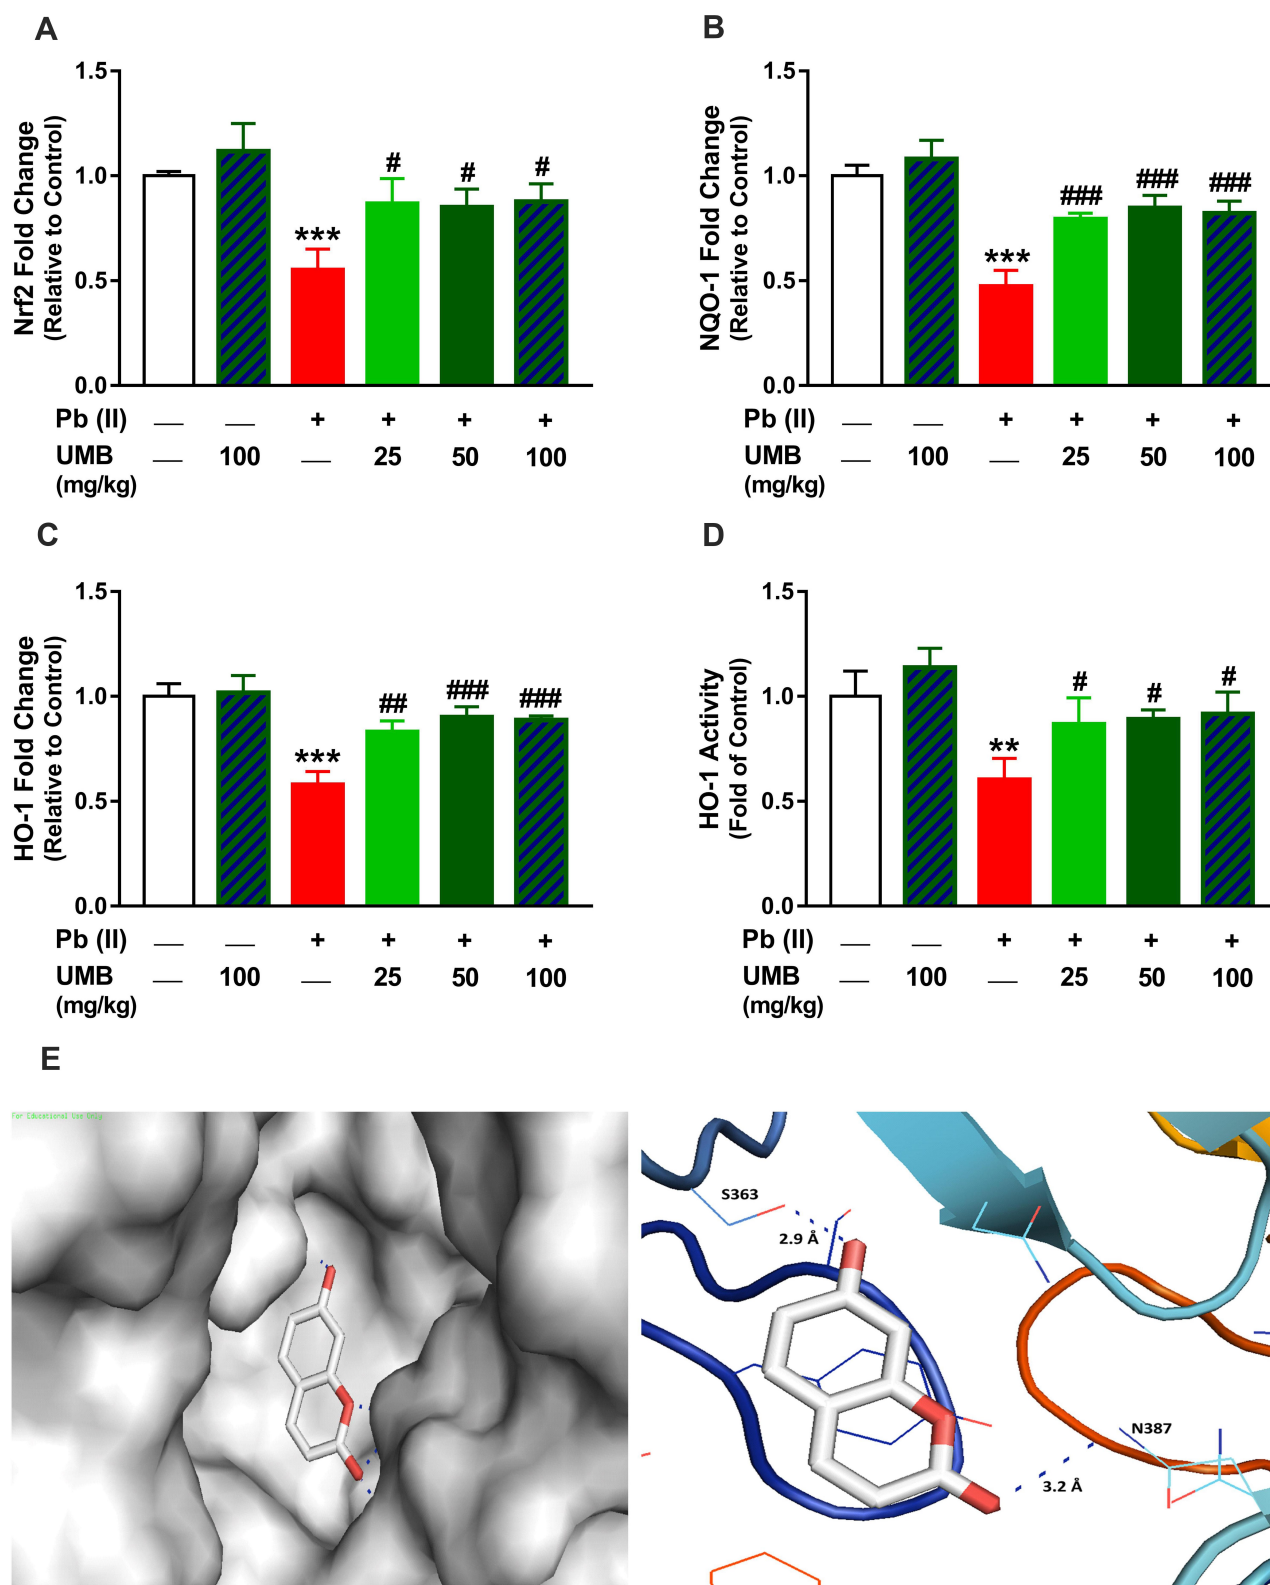 A
1.5
1.0
0.5
0.0
Nrf2 Fold Change
(Relative to Control)
***
#
#
#
Pb (II) — — + + + +
UMB — 100 — 25 50 100
(mg/kg)
B
1.5
1.0
0.5
0.0
NQO-1 Fold Change
(Relative to Control)
***
###
###
###
Pb (II) — — + + + +
UMB — 100 — 25 50 100
(mg/kg)
C
1.5
1.0
0.5
0.0
HO-1 Fold Change
(Relative to Control)
***
##
###
###
Pb (II) — — + + + +
UMB — 100 — 25 50 100
(mg/kg)
D
1.5
1.0
0.5
0.0
HO-1 Activity
(Fold of Control)
**
#
#
#
Pb (II) — — + + + +
UMB — 100 — 25 50 100
(mg/kg)
E
For Educational Use Only
S363
2.9 Å
N387
3.2 Å